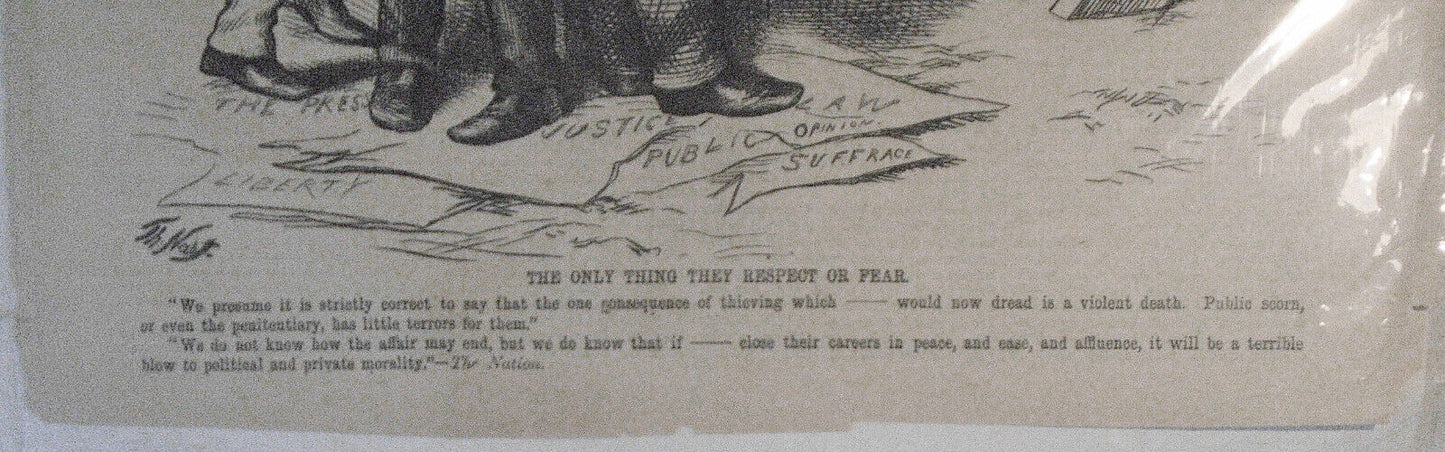 THE PRESS
JUSTICE
LAW
PUBLIC OPINION.
SUFFRAGE
LIBERTY
Th. Nast.
THE ONLY THING THEY RESPECT OR FEAR.
"We presume it is strictly correct to say that the one consequence of thieving which —— would now dread is a violent death. Public scorn,
or even the penitentiary, has little terrors for them."
"We do not know how the affair may end, but we do know that if —— close their careers in peace, and ease, and affluence, it will be a terrible
blow to political and private morality."—The Nation.